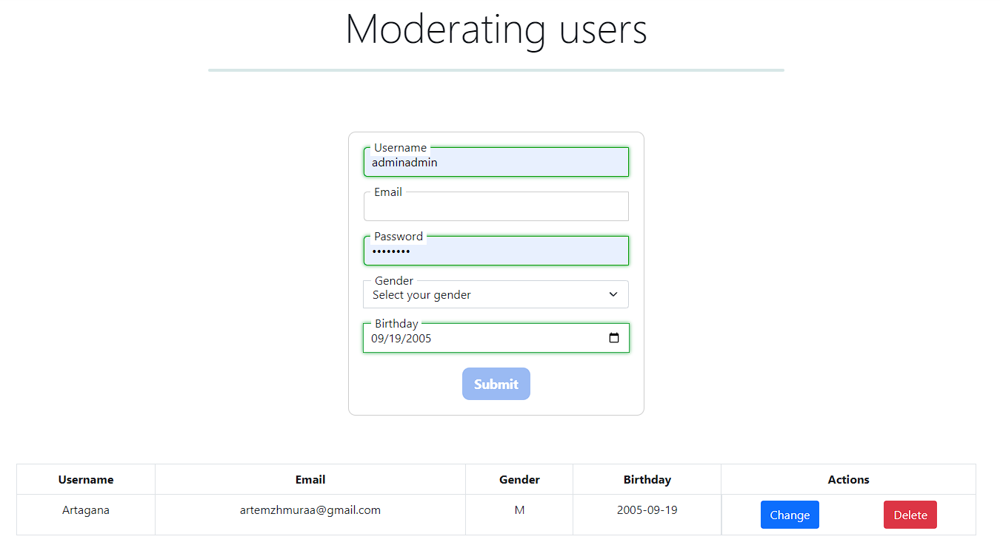 Moderating users
Username
adminadmin
Email
Password
••••••••
Gender
Select your gender
Birthday
09/19/2005
Submit
Username Email Gender Birthday Actions
Artagana artemzhmuraa@gmail.com M 2005-09-19 Change Delete